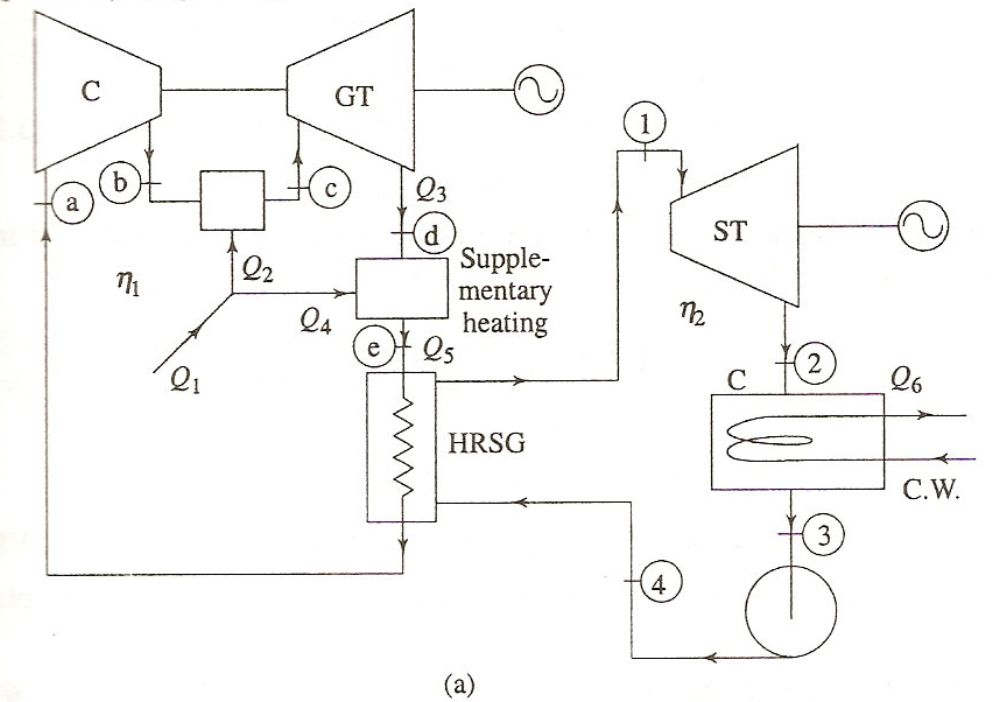 C
GT
1
b
c
a
Q3
d
ST
η1
Q2
Supple-
mentary
heating
Q4
η2
e
Q5
2
Q1
C
Q6
HRSG
C.W.
3
4
(a)